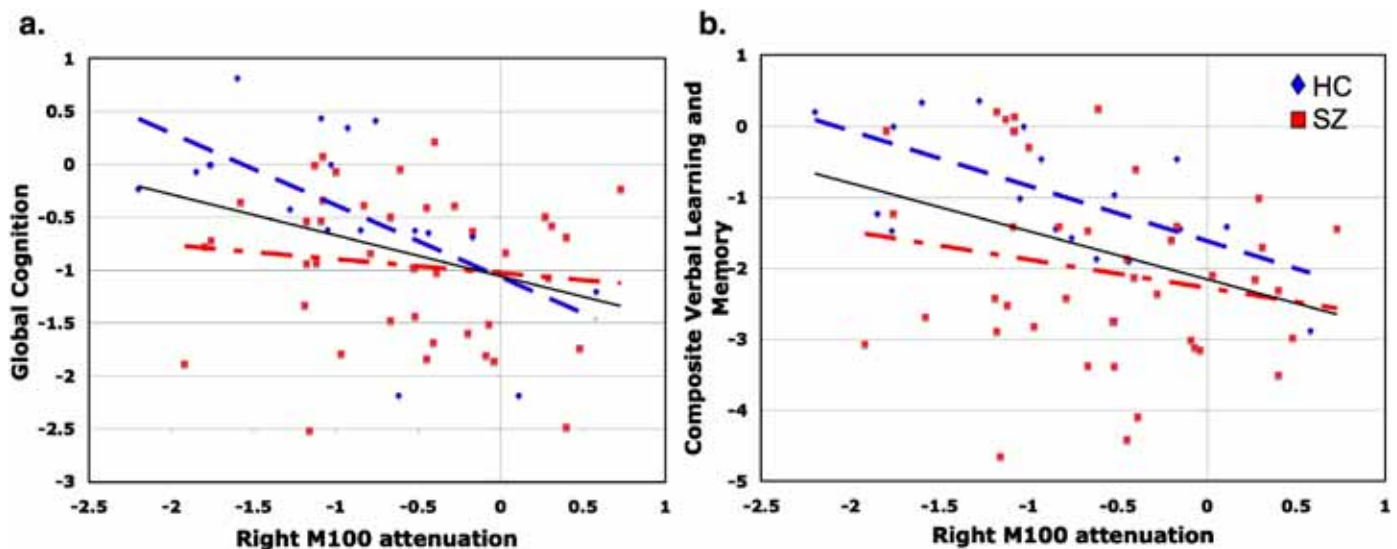 a.
1
0.5
0
-0.5
-1
-1.5
-2
-2.5
-3
Global Cognition
-2.5 -2 -1.5 -1 -0.5 0 0.5 1
Right M100 attenuation
b.
1
0
-1
-2
-3
-4
-5
Composite Verbal Learning and
Memory
HC
SZ
-2.5 -2 -1.5 -1 -0.5 0 0.5 1
Right M100 attenuation